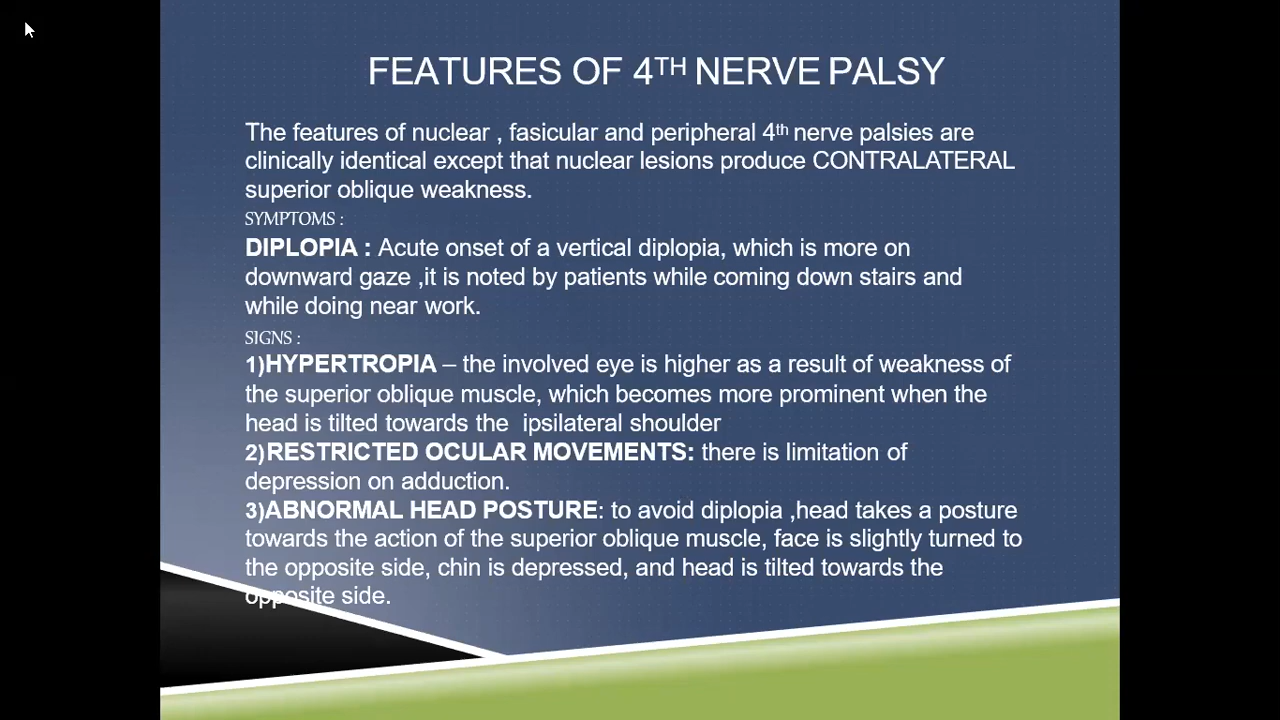 FEATURES OF 4TH NERVE PALSY
The features of nuclear , fasicular and peripheral 4th nerve palsies are
clinically identical except that nuclear lesions produce CONTRALATERAL
superior oblique weakness.
SYMPTOMS :
DIPLOPIA : Acute onset of a vertical diplopia, which is more on
downward gaze ,it is noted by patients while coming down stairs and
while doing near work.
SIGNS :
1)HYPERTROPIA – the involved eye is higher as a result of weakness of
the superior oblique muscle, which becomes more prominent when the
head is tilted towards the ipsilateral shoulder
2)RESTRICTED OCULAR MOVEMENTS: there is limitation of
depression on adduction.
3)ABNORMAL HEAD POSTURE: to avoid diplopia ,head takes a posture
towards the action of the superior oblique muscle, face is slightly turned to
the opposite side, chin is depressed, and head is tilted towards the
opposite side.